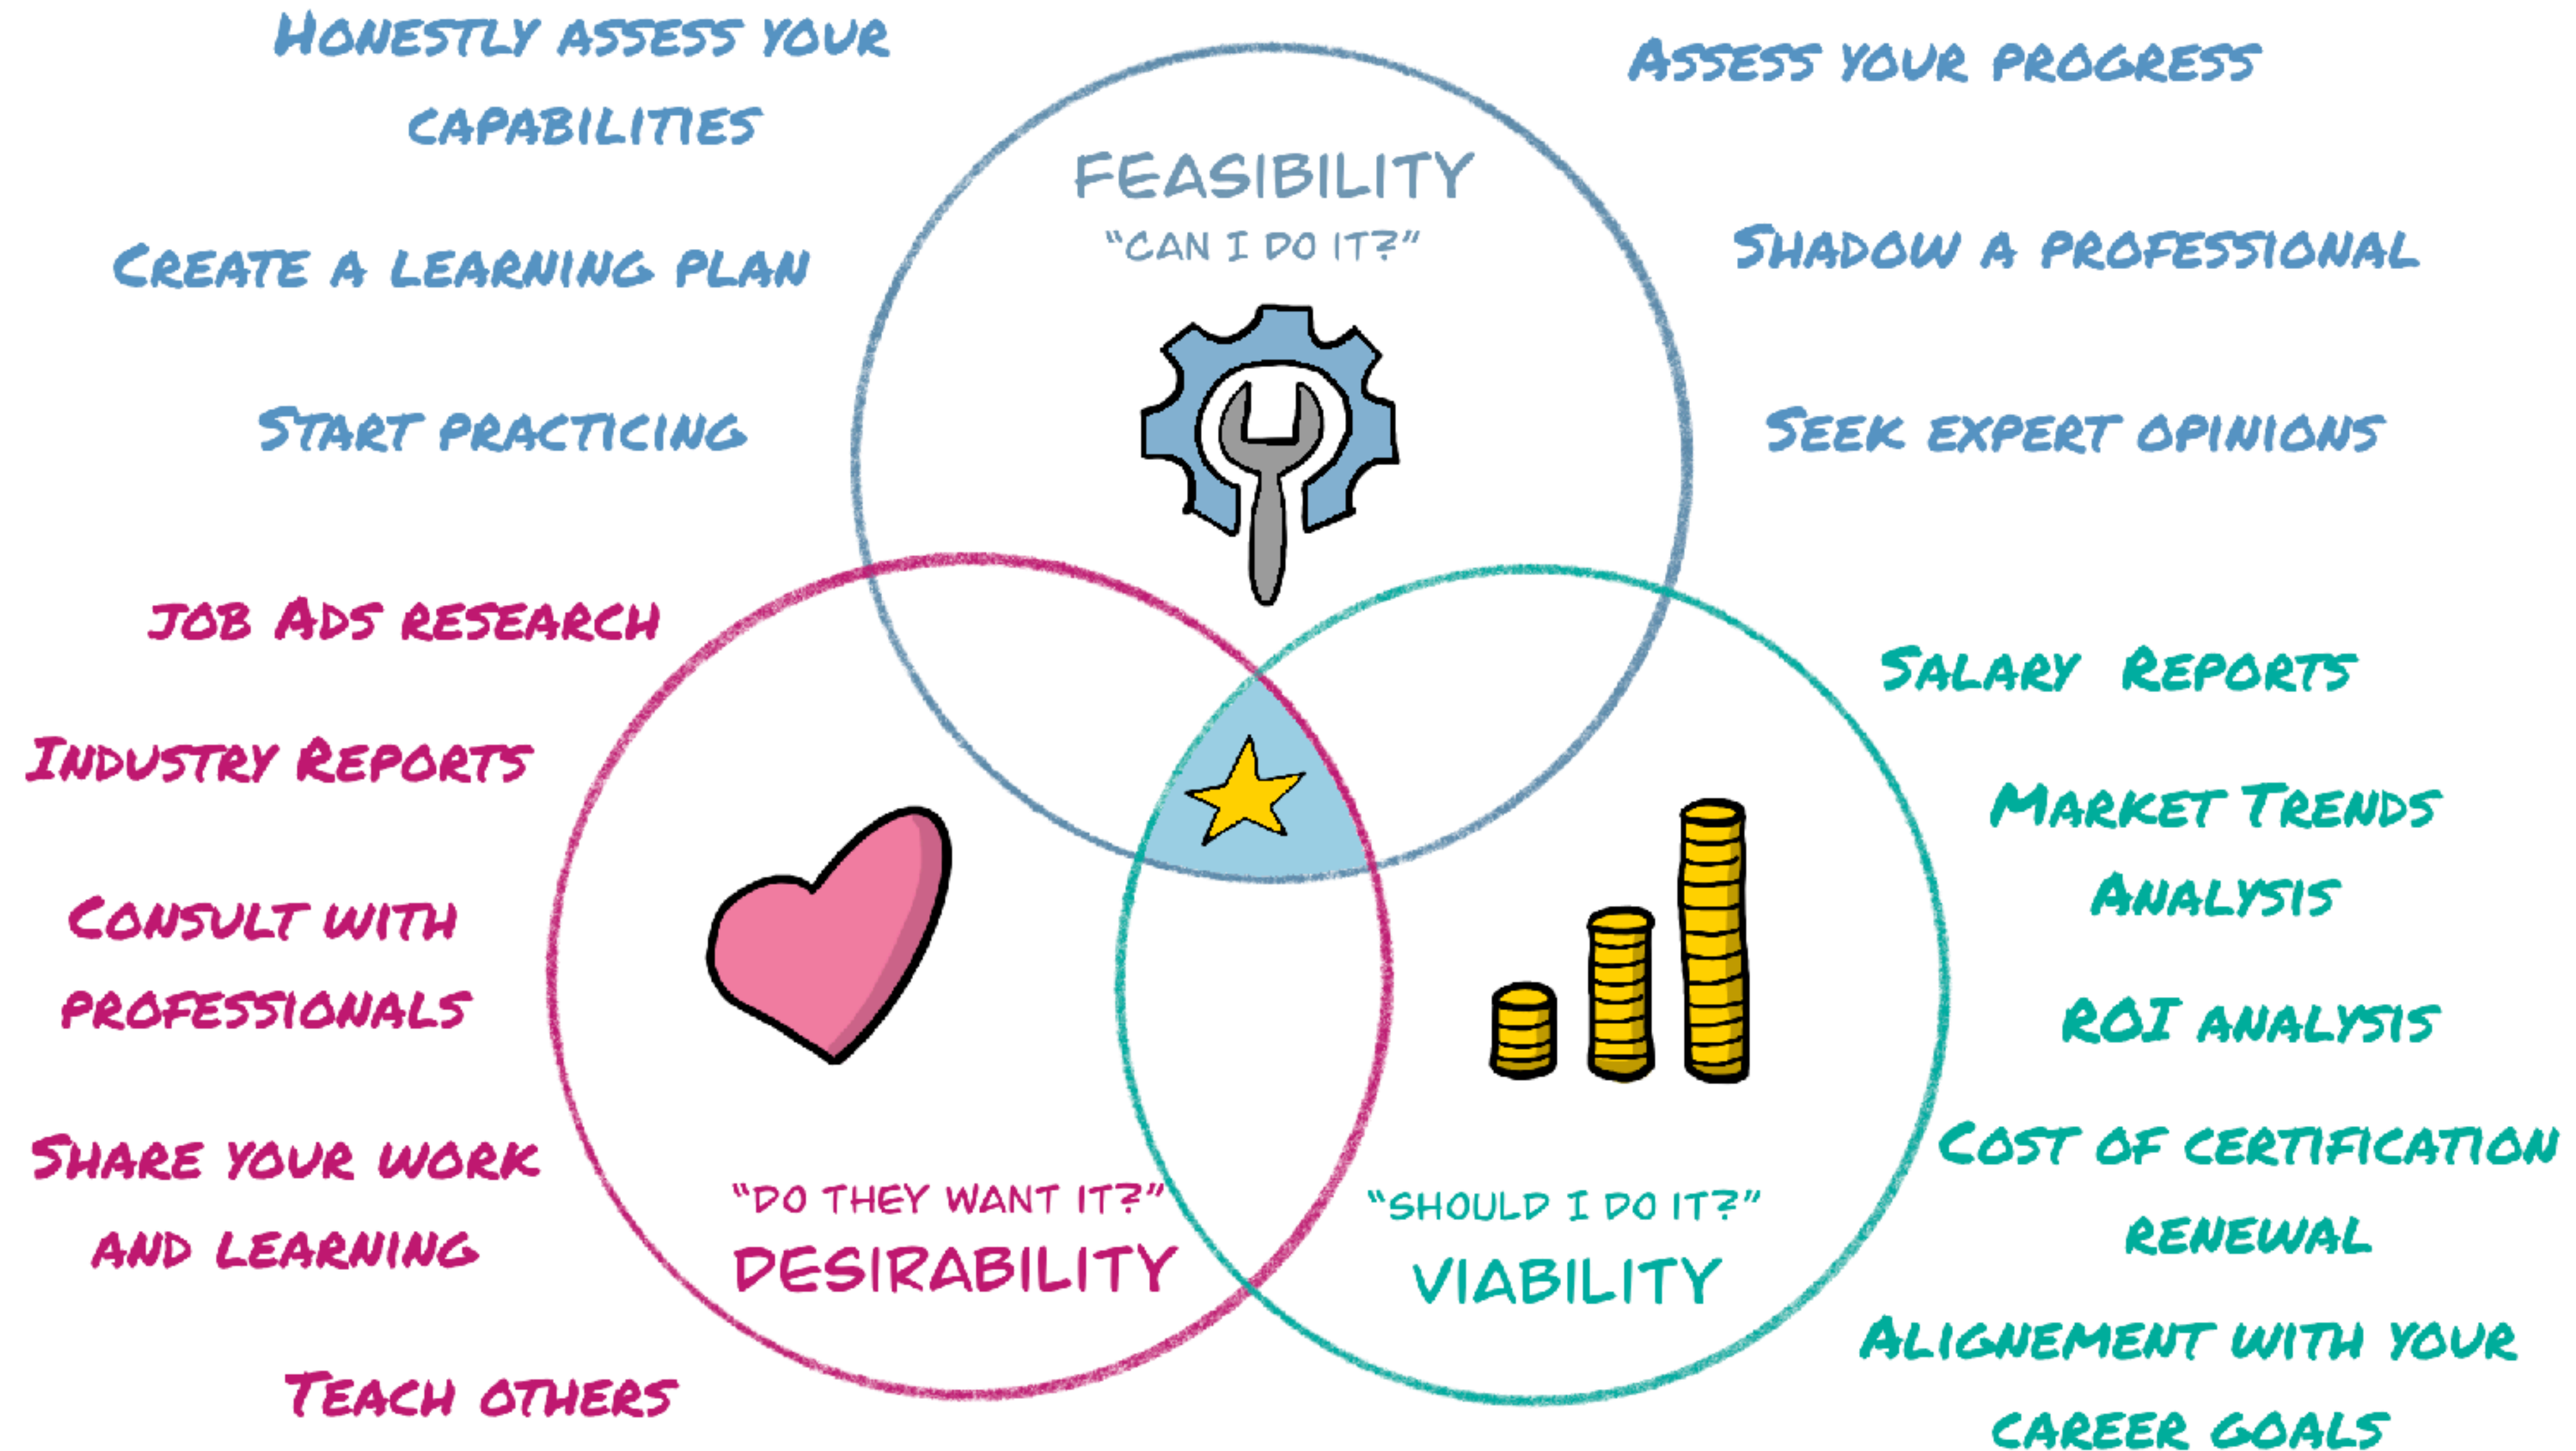 HONESTLY ASSESS YOUR
CAPABILITIES
CREATE A LEARNING PLAN
START PRACTICING
ASSESS YOUR PROGRESS
SHADOW A PROFESSIONAL
SEEK EXPERT OPINIONS
FEASIBILITY
"CAN I DO IT?"
JOB ADS RESEARCH
INDUSTRY REPORTS
CONSULT WITH
PROFESSIONALS
SHARE YOUR WORK
AND LEARNING
TEACH OTHERS
"DO THEY WANT IT?"
DESIRABILITY
"SHOULD I DO IT?"
VIABILITY
SALARY REPORTS
MARKET TRENDS
ANALYSIS
ROI ANALYSIS
COST OF CERTIFICATION
RENEWAL
ALIGNEMENT WITH YOUR
CAREER GOALS